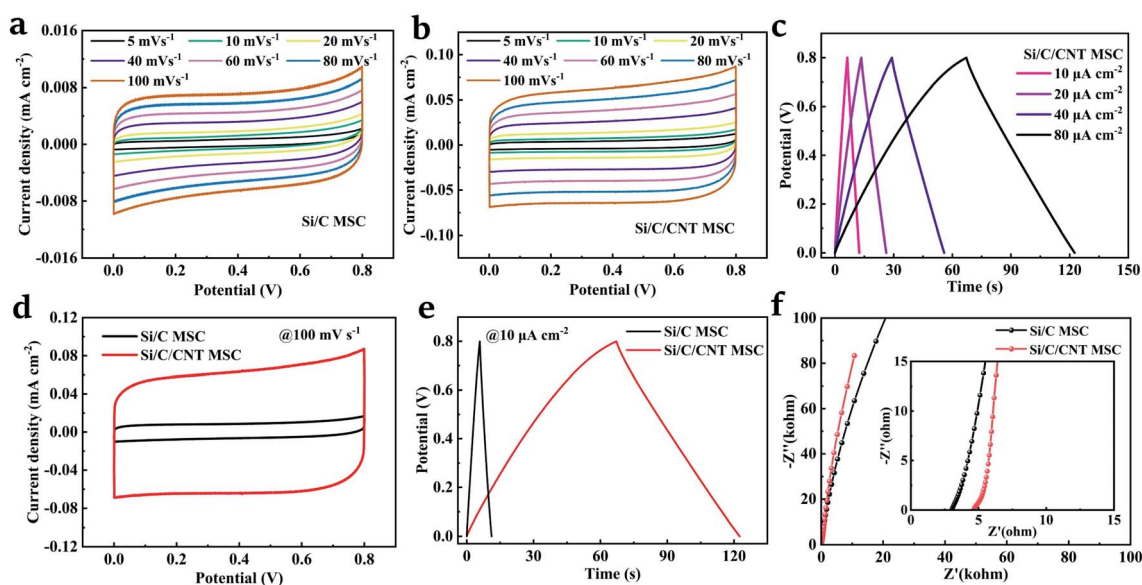 a
5 mVs⁻¹ 10 mVs⁻¹ 20 mVs⁻¹
40 mVs⁻¹ 60 mVs⁻¹ 80 mVs⁻¹
100 mVs⁻¹
Current density (mA cm⁻²)
0.016
0.008
0.000
-0.008
-0.016
Si/C MSC
0.0 0.2 0.4 0.6 0.8
Potential (V)
b
5 mVs⁻¹ 10 mVs⁻¹ 20 mVs⁻¹
40 mVs⁻¹ 60 mVs⁻¹ 80 mVs⁻¹
100 mVs⁻¹
Current density (mA cm⁻²)
0.10
0.05
0.00
-0.05
-0.10
Si/C/CNT MSC
0.0 0.2 0.4 0.6 0.8
Potential (V)
c
Si/C/CNT MSC
10 μA cm⁻²
20 μA cm⁻²
40 μA cm⁻²
80 μA cm⁻²
Potential (V)
0.8
0.6
0.4
0.2
0.0
0 30 60 90 120 150
Time (s)
d
Si/C MSC @100 mV s⁻¹
Si/C/CNT MSC
Current density (mA cm⁻²)
0.12
0.08
0.04
0.00
-0.04
-0.08
-0.12
0.0 0.2 0.4 0.6 0.8
Potential (V)
e
@10 μA cm⁻² Si/C MSC
Si/C/CNT MSC
Potential (V)
0.8
0.6
0.4
0.2
0.0
0 30 60 90 120
Time (s)
f
Si/C MSC
Si/C/CNT MSC
-Z''(kohm)
100
80
60
40
20
0
0 20 40 60 80 100
Z'(kohm)
-Z''(ohm)
15
10
5
0
0 5 10 15
Z'(ohm)